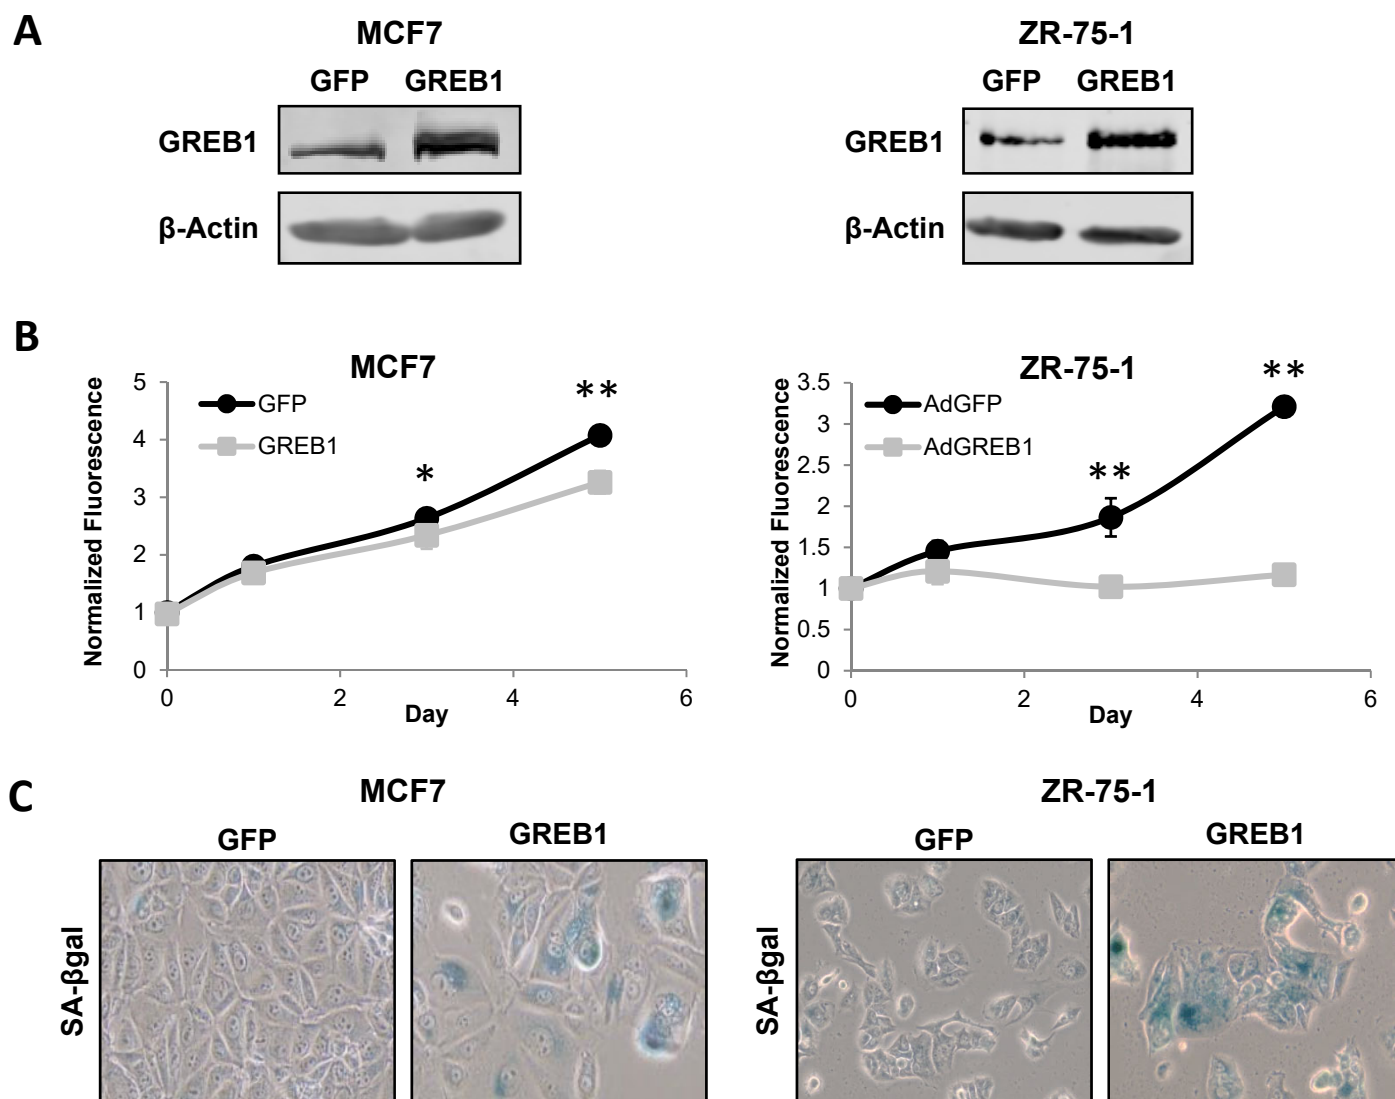 A
MCF7
ZR-75-1
GFP GREB1
GFP GREB1
GREB1
GREB1
β-Actin
β-Actin
B
MCF7
ZR-75-1
Normalized Fluorescence
5
4
3
2
1
0
GFP
GREB1
*
**
0 2 4 6
Day
Normalized Fluorescence
3.5
3
2.5
2
1.5
1
0.5
0
AdGFP
AdGREB1
**
**
0 2 4 6
Day
C
MCF7
ZR-75-1
GFP
GREB1
GFP
GREB1
SA-βgal
SA-βgal